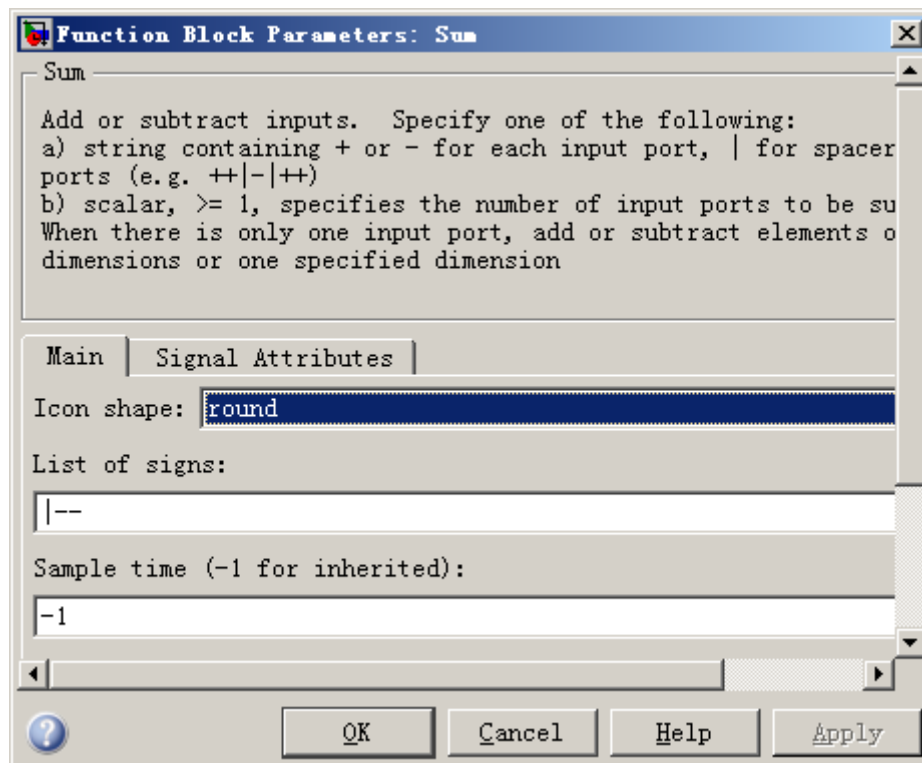 Function Block Parameters: Sum
Sum
Add or subtract inputs. Specify one of the following:
a) string containing + or - for each input port, | for spacer
ports (e.g. ++|-|++)
b) scalar, >= 1, specifies the number of input ports to be su
When there is only one input port, add or subtract elements o
dimensions or one specified dimension
Main Signal Attributes
Icon shape: round
List of signs:
|--
Sample time (-1 for inherited):
-1
OK Cancel Help Apply